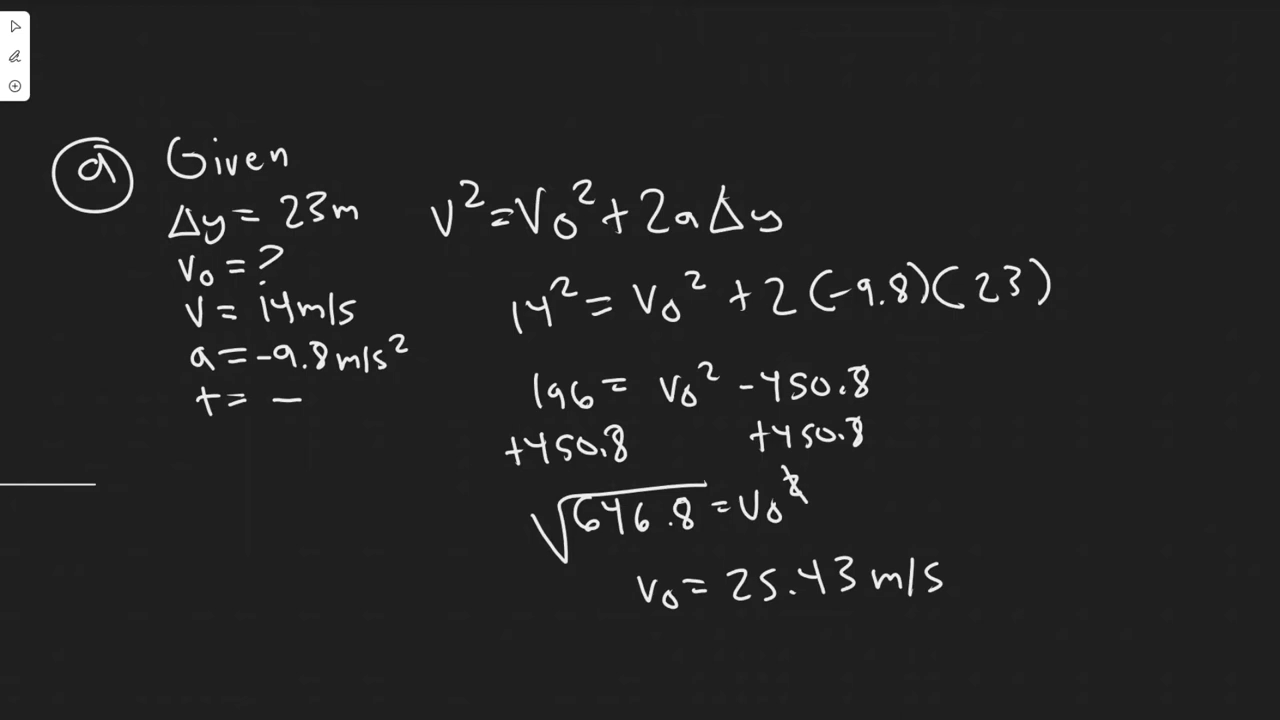 a Given
Δy = 23m
v₀ = ?
v = 14m/s
a = -9.8m/s²
t = —
v² = v₀² + 2aΔy
14² = v₀² + 2(-9.8)(23)
196 = v₀² - 450.8
+450.8 +450.8
√646.8 = v₀²
v₀ = 25.43 m/s